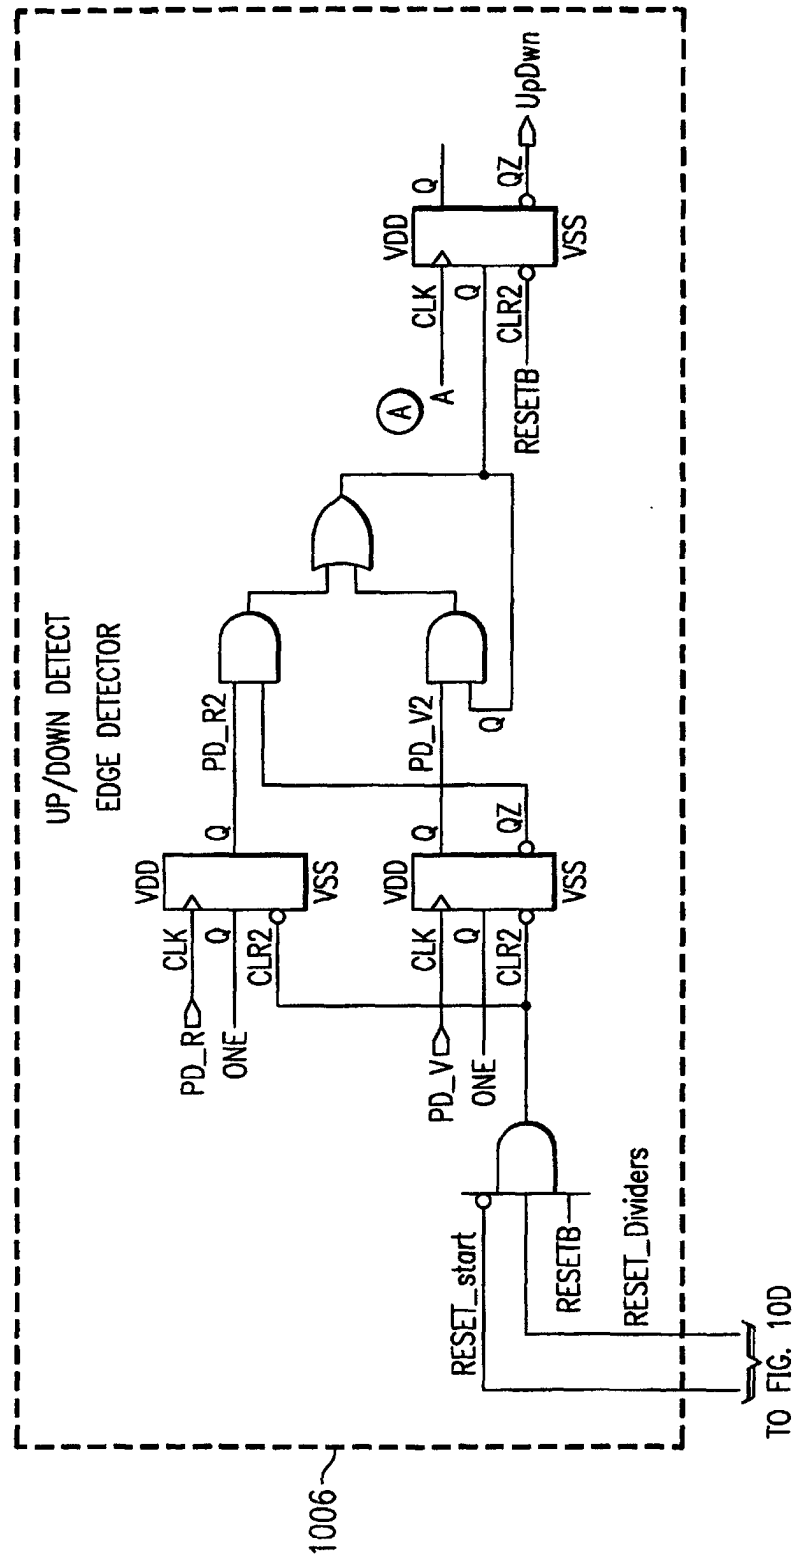 UP/DOWN DETECT
EDGE DETECTOR
1006
RESET_start
RESETB
RESET_Dividers
TO FIG. 10D
PD_R
ONE
CLK
Q
CLR2
VDD
VSS
Q
PD_R2
PD_V
ONE
CLK
Q
CLR2
VDD
VSS
Q
QZ
PD_V2
Q
A
A
RESETB
CLK
Q
CLR2
VDD
VSS
Q
QZ
UpDwn